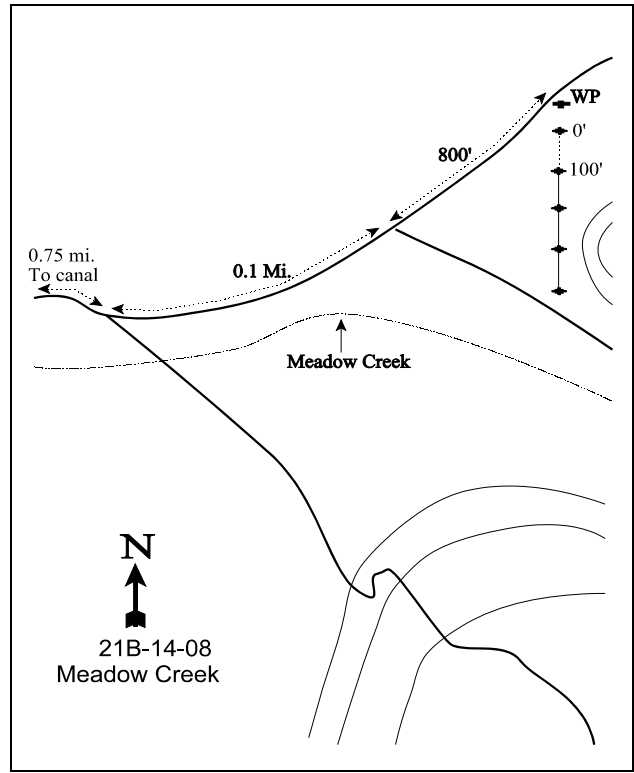 WP
0'
800'
100'
0.75 mi.
To canal
0.1 Mi.
Meadow Creek
N
21B-14-08
Meadow Creek